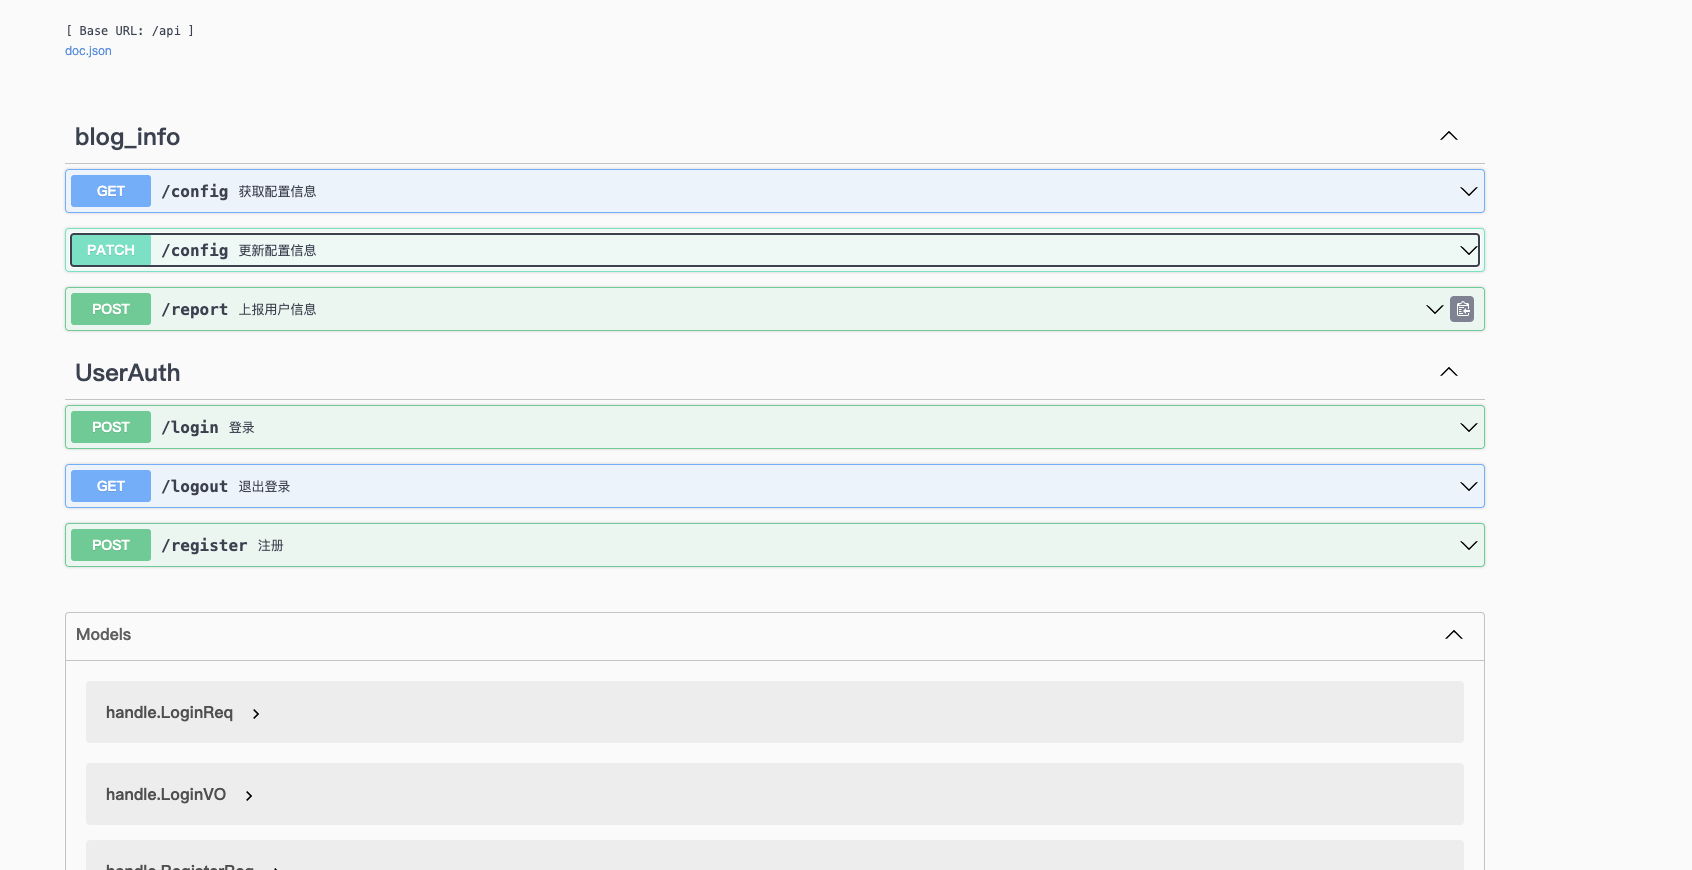 [ Base URL: /api ]
doc.json
blog_info
GET /config 获取配置信息
PATCH /config 更新配置信息
POST /report 上报用户信息
UserAuth
POST /login 登录
GET /logout 退出登录
POST /register 注册
Models
handle.LoginReq
handle.LoginVO
handle.RegisterReq